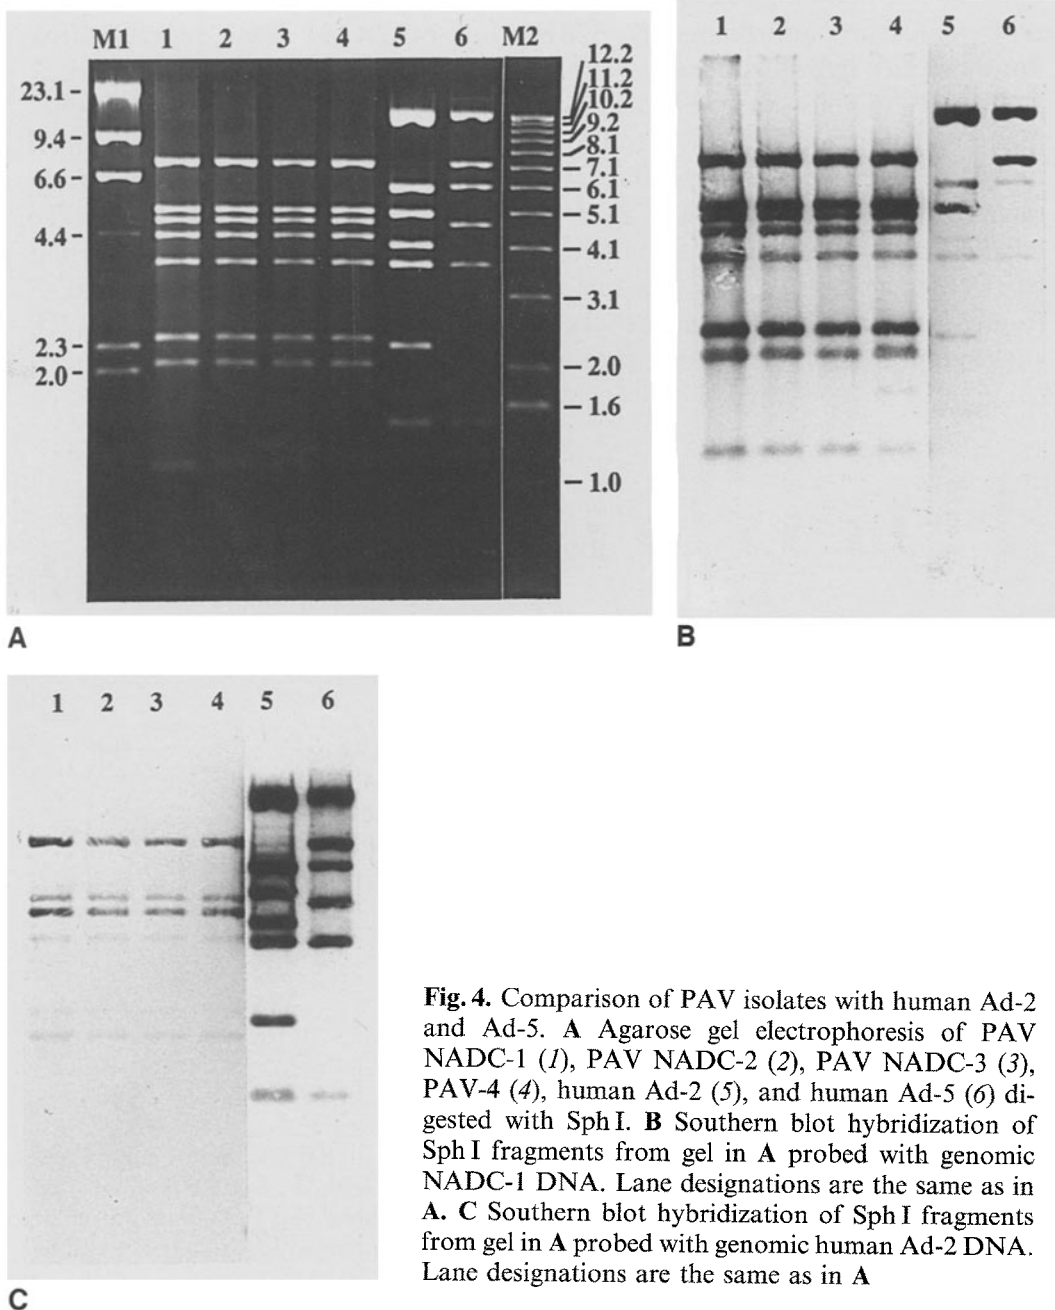 M1 1 2 3 4 5 6 M2
23.1
9.4
6.6
4.4
2.3
2.0
12.2
11.2
10.2
9.2
8.1
7.1
6.1
5.1
4.1
3.1
2.0
1.6
1.0
A
1 2 3 4 5 6
B
1 2 3 4 5 6
C
Fig. 4. Comparison of PAV isolates with human Ad-2
and Ad-5. A Agarose gel electrophoresis of PAV
NADC-1 (1), PAV NADC-2 (2), PAV NADC-3 (3),
PAV-4 (4), human Ad-2 (5), and human Ad-5 (6) di-
gested with Sph I. B Southern blot hybridization of
Sph I fragments from gel in A probed with genomic
NADC-1 DNA. Lane designations are the same as in
A. C Southern blot hybridization of Sph I fragments
from gel in A probed with genomic human Ad-2 DNA.
Lane designations are the same as in A